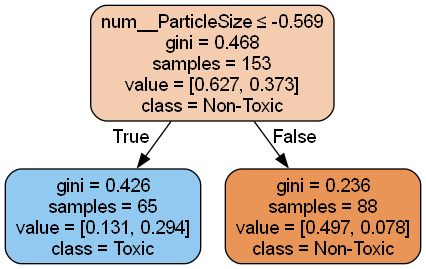 num__ParticleSize ≤ -0.569
gini = 0.468
samples = 153
value = [0.627, 0.373]
class = Non-Toxic
True
False
gini = 0.426
samples = 65
value = [0.131, 0.294]
class = Toxic
gini = 0.236
samples = 88
value = [0.497, 0.078]
class = Non-Toxic